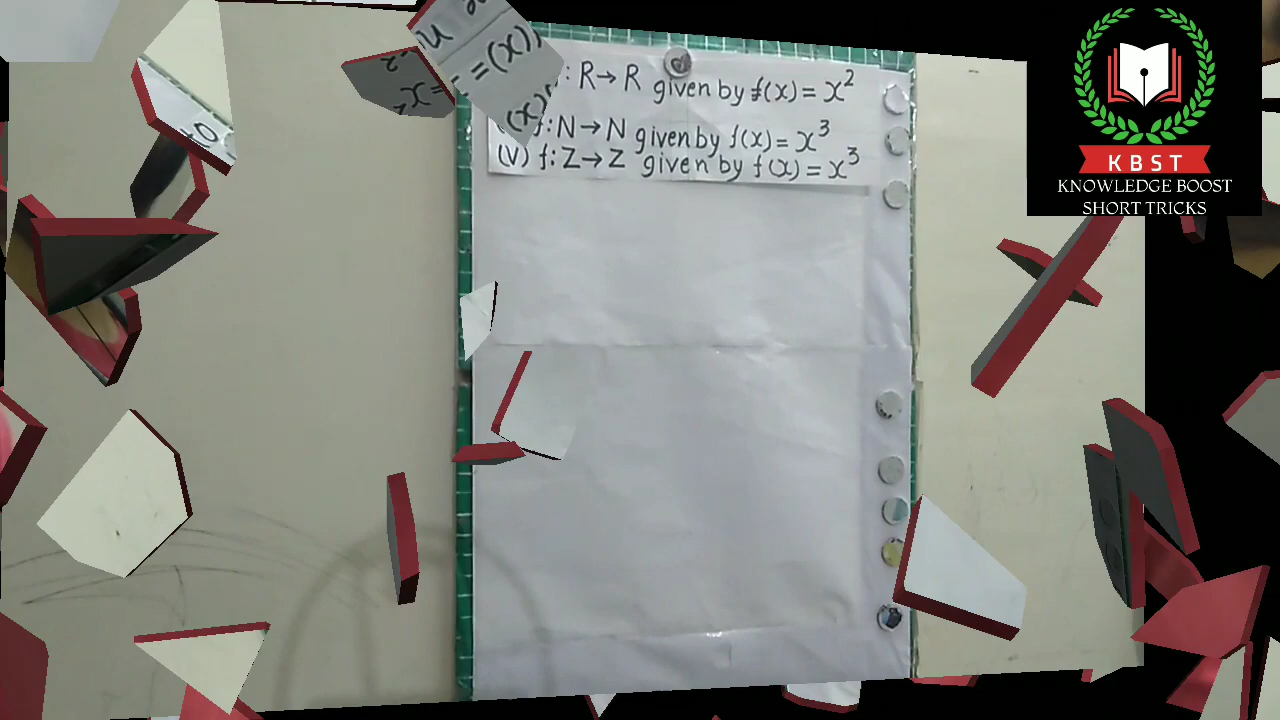 : R→R given by f(x) = x²
f: N→N given by f(x) = x³
(V) f: Z→Z given by f(x) = x³
KBST
KNOWLEDGE BOOST
SHORT TRICKS